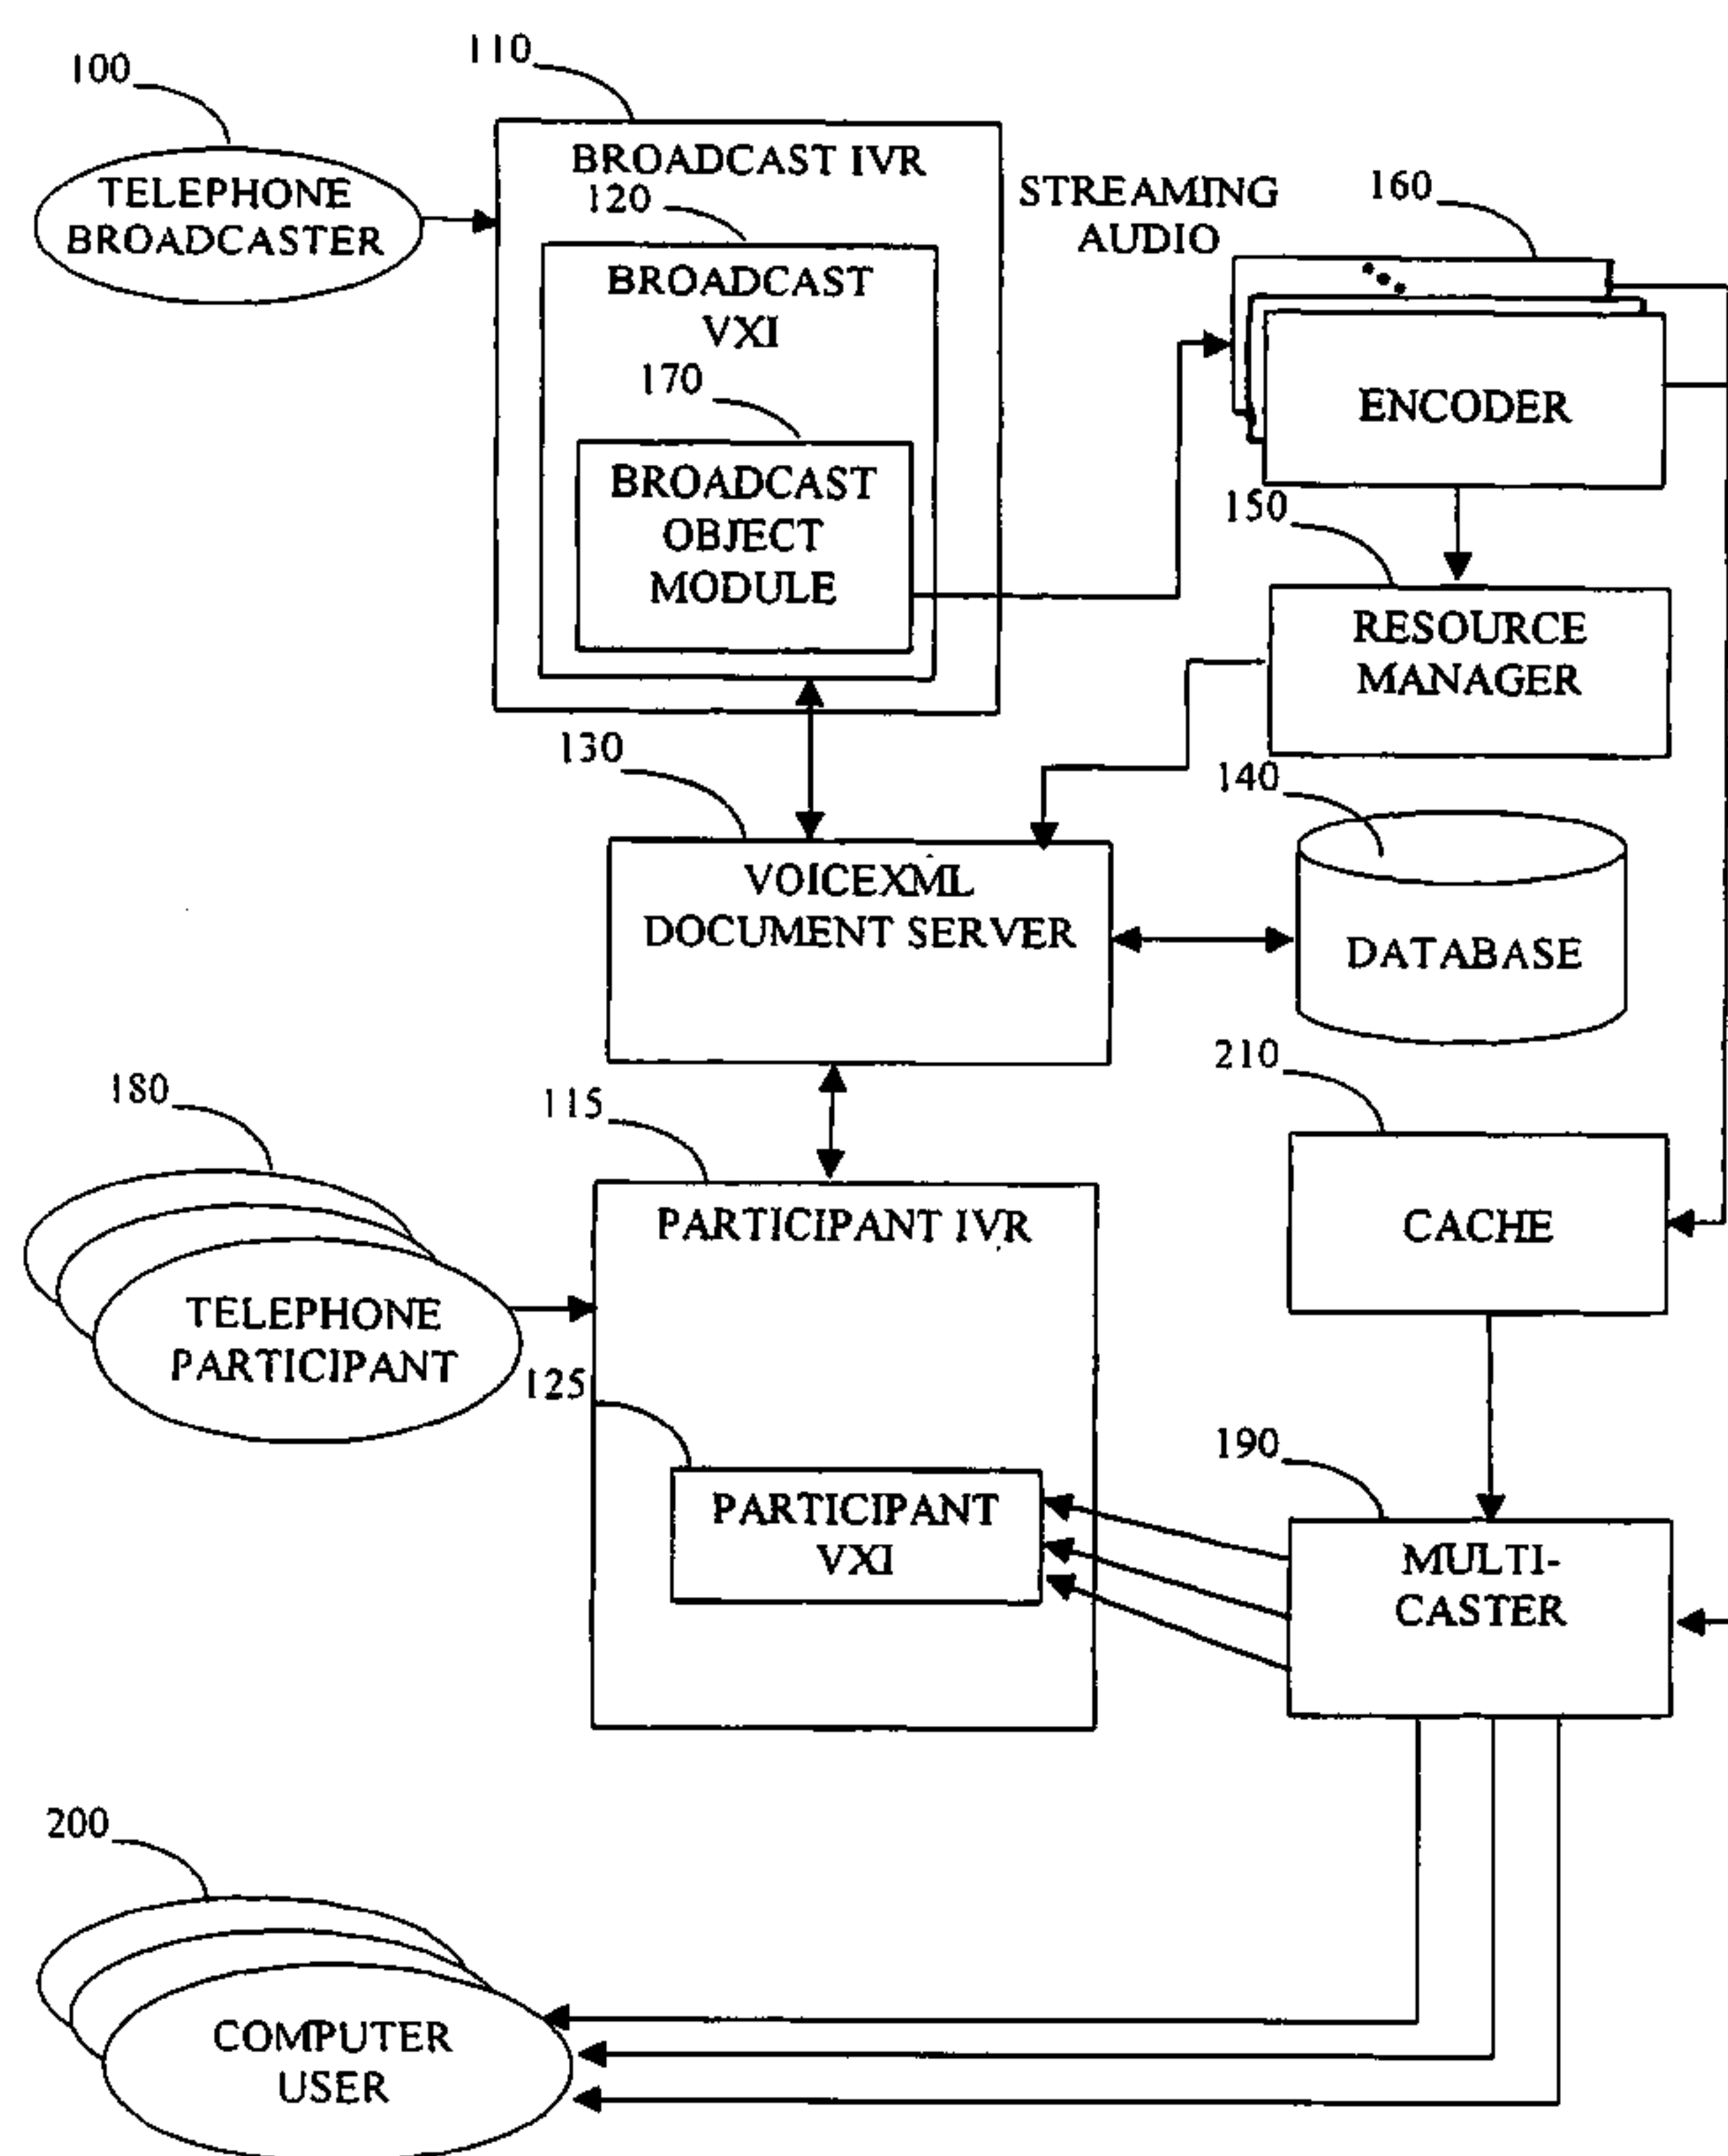 100
110
TELEPHONE
BROADCASTER
BROADCAST IVR
120
BROADCAST
VXI
170
BROADCAST
OBJECT
MODULE
STREAMING
AUDIO
160
ENCODER
150
RESOURCE
MANAGER
130
VOICEXML
DOCUMENT SERVER
140
DATABASE
210
CACHE
180
TELEPHONE
PARTICIPANT
115
PARTICIPANT IVR
125
PARTICIPANT
VXI
190
MULTI-
CASTER
200
COMPUTER
USER